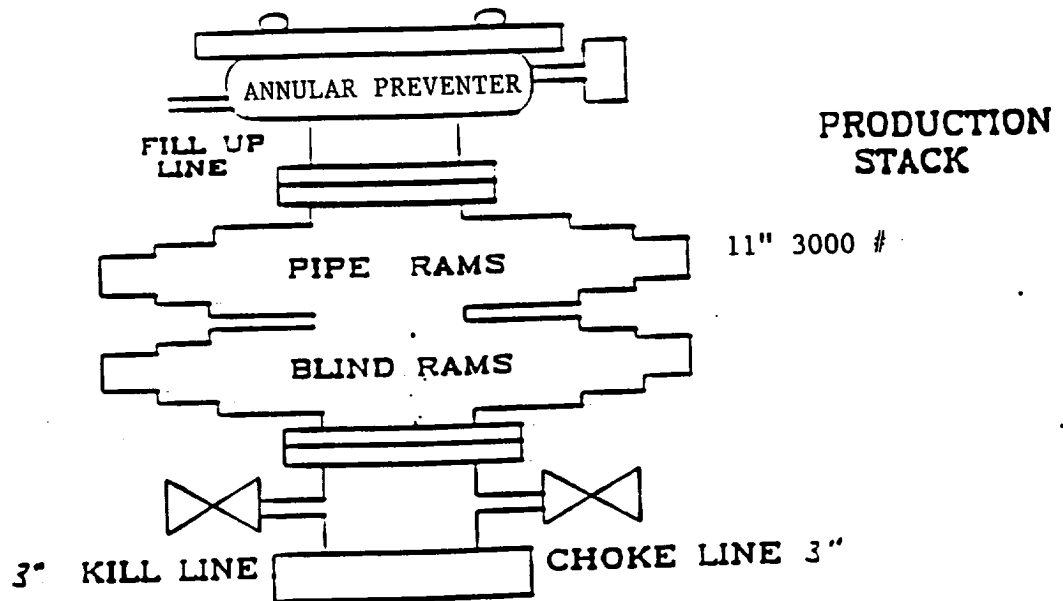 ANNULAR PREVENTER
FILL UP
LINE
PRODUCTION
STACK
11" 3000 #
PIPE RAMS
BLIND RAMS
3" KILL LINE
CHOKE LINE 3"